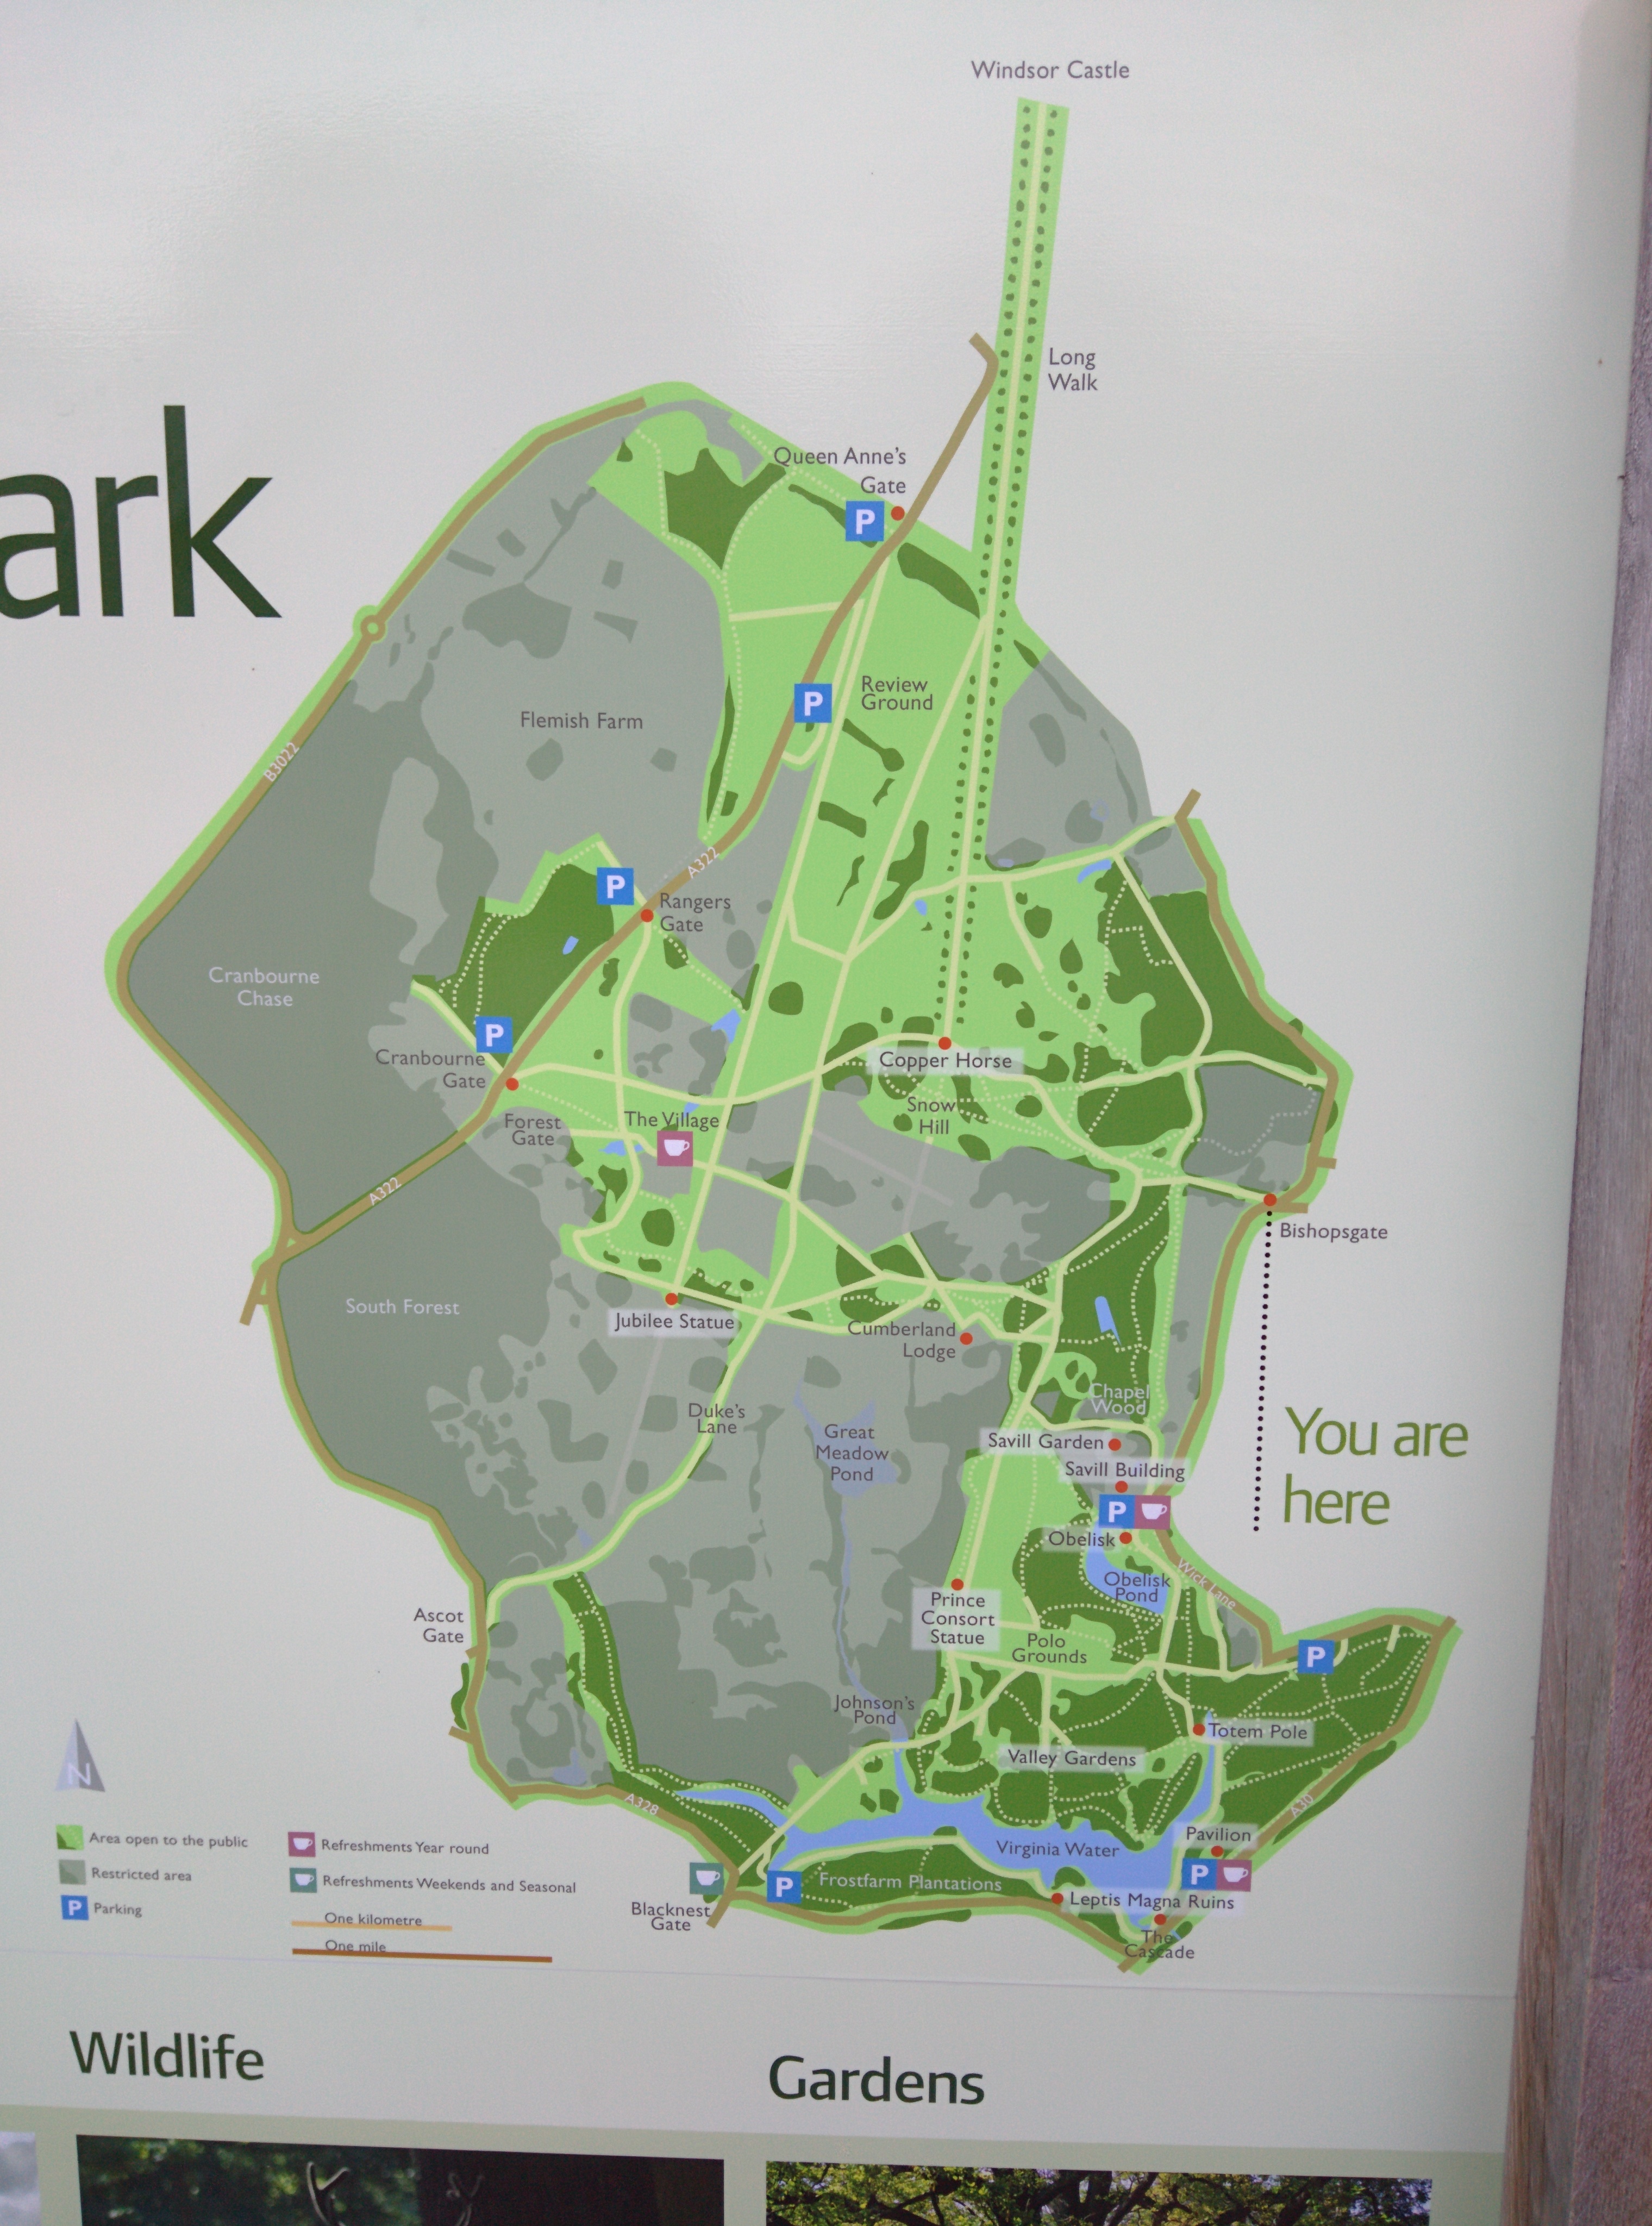 Windsor Castle
Long
Walk
ark
Queen Anne's
Gate
P
P
Review
Ground
Flemish Farm
B3022
A322
P
Rangers
Gate
Cranbourne
Chase
P
Cranbourne
Gate
Copper Horse
Forest
Gate
The Village
Snow
Hill
A322
Bishopsgate
South Forest
Jubilee Statue
Cumberland
Lodge
You are
here
Chapel
Wood
Duke's
Lane
Great
Meadow
Pond
Savill Garden
Savill Building
P
Obelisk
Obelisk
Pond
Wick Lane
Prince
Consort
Statue
Ascot
Gate
Polo
Grounds
P
Johnson's
Pond
Totem Pole
Valley Gardens
A328
A30
Pavilion
Virginia Water
P
P
Frostfarm Plantations
Leptis Magna Ruins
Blacknest
Gate
The
Cascade
N
Area open to the public
Restricted area
P Parking
Refreshments Year round
Refreshments Weekends and Seasonal
One kilometre
One mile
Wildlife
Gardens